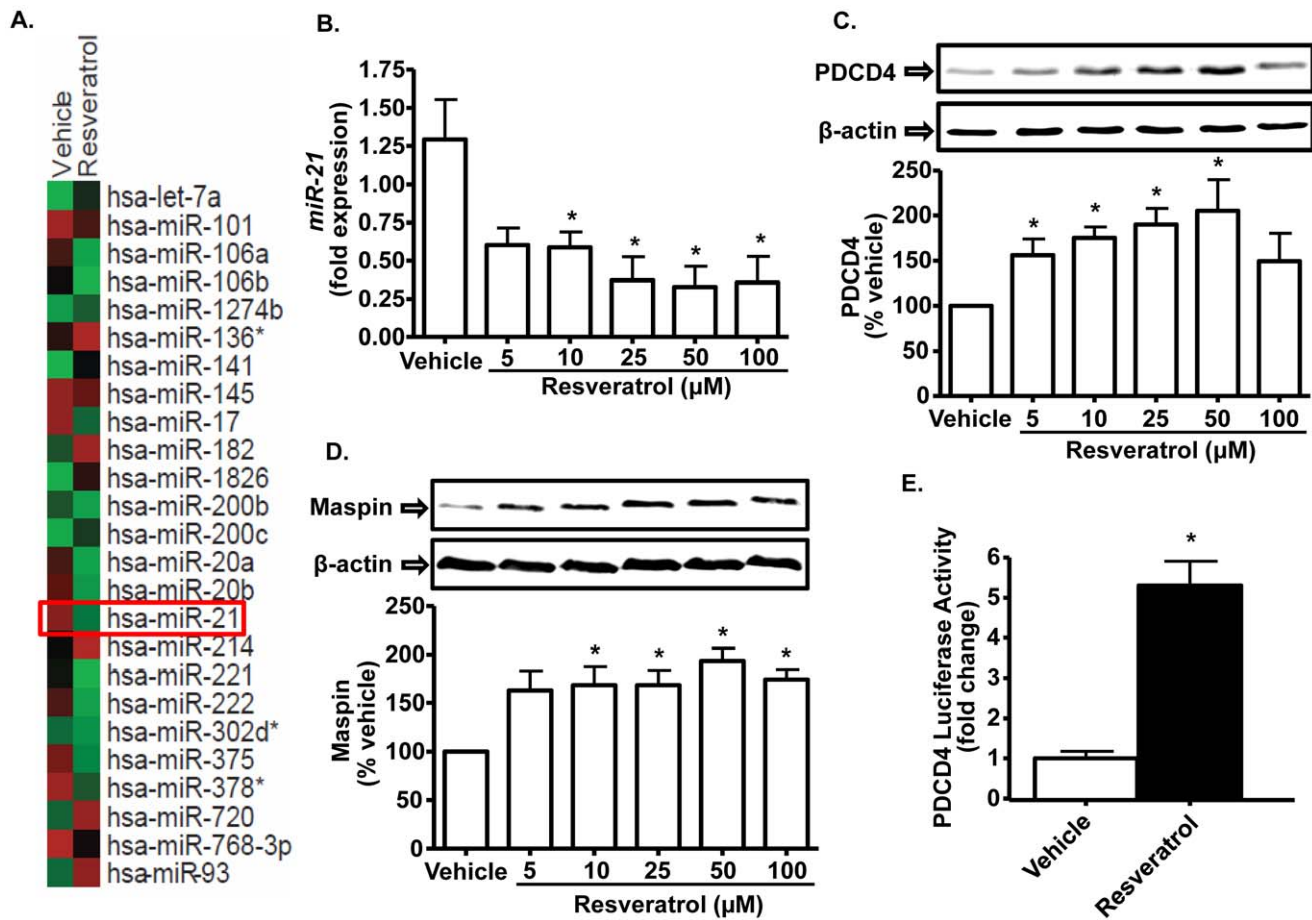 A.
Vehicle
Resveratrol
hsa-let-7a
hsa-miR-101
hsa-miR-106a
hsa-miR-106b
hsa-miR-1274b
hsa-miR-136*
hsa-miR-141
hsa-miR-145
hsa-miR-17
hsa-miR-182
hsa-miR-1826
hsa-miR-200b
hsa-miR-200c
hsa-miR-20a
hsa-miR-20b
hsa-miR-21
hsa-miR-214
hsa-miR-221
hsa-miR-222
hsa-miR-302d*
hsa-miR-375
hsa-miR-378*
hsa-miR-720
hsa-miR-768-3p
hsa-miR-93
B.
miR-21
(fold expression)
1.75
1.50
1.25
1.00
0.75
0.50
0.25
0.00
* * * *
Vehicle 5 10 25 50 100
Resveratrol (µM)
C.
PDCD4
β-actin
PDCD4
(% vehicle)
250
200
150
100
50
0
* * * *
Vehicle 5 10 25 50 100
Resveratrol (µM)
D.
Maspin
β-actin
Maspin
(% vehicle)
250
200
150
100
50
0
* * * *
Vehicle 5 10 25 50 100
Resveratrol (µM)
E.
PDCD4 Luciferase Activity
(fold change)
6
5
4
3
2
1
0
*
Vehicle
Resveratrol